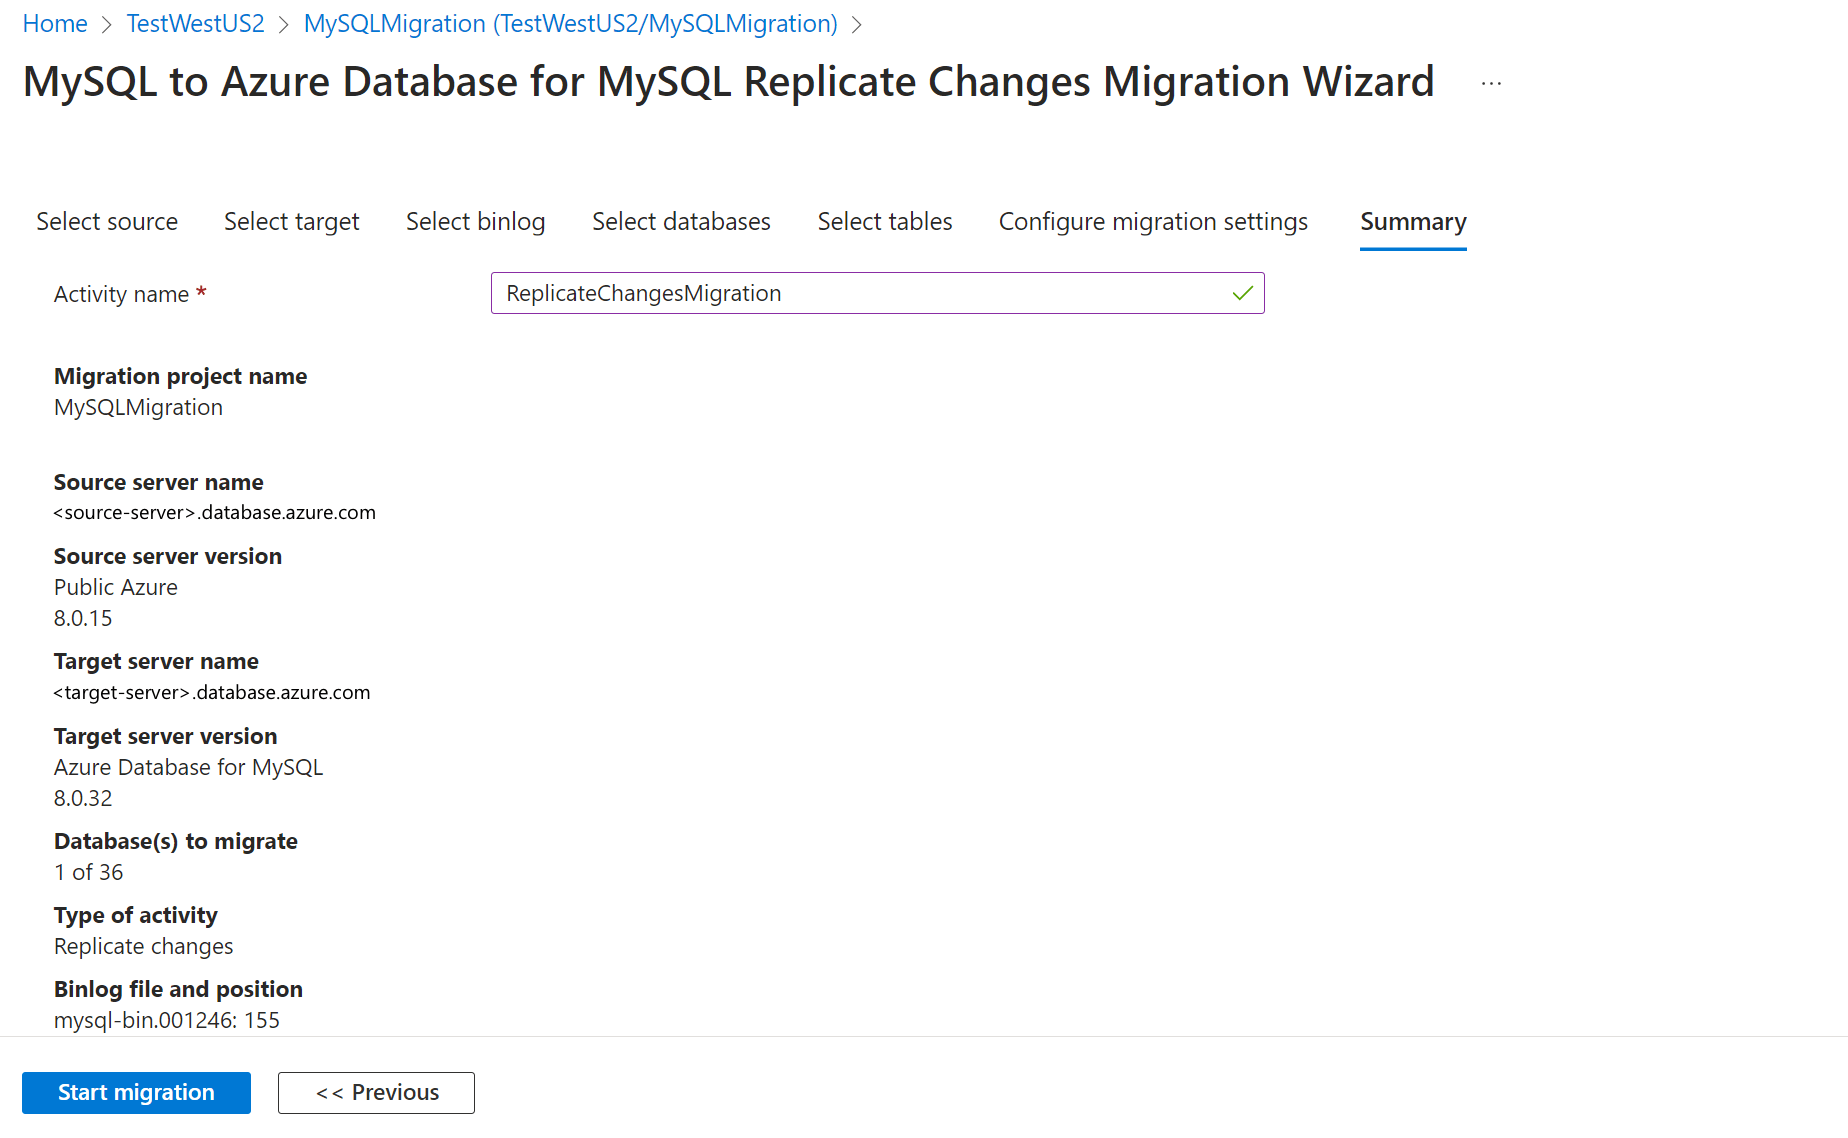 Home > TestWestUS2 > MySQLMigration (TestWestUS2/MySQLMigration) >
MySQL to Azure Database for MySQL Replicate Changes Migration Wizard ...
Select source Select target Select binlog Select databases Select tables Configure migration settings Summary
Activity name * ReplicateChangesMigration
Migration project name
MySQLMigration
Source server name
<source-server>.database.azure.com
Source server version
Public Azure
8.0.15
Target server name
<target-server>.database.azure.com
Target server version
Azure Database for MySQL
8.0.32
Database(s) to migrate
1 of 36
Type of activity
Replicate changes
Binlog file and position
mysql-bin.001246: 155
Start migration << Previous